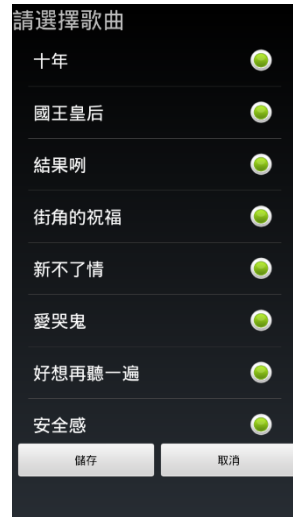 請選擇歌曲
十年
國王皇后
結果咧
街角的祝福
新不了情
愛哭鬼
好想再聽一遍
安全感
儲存 取消